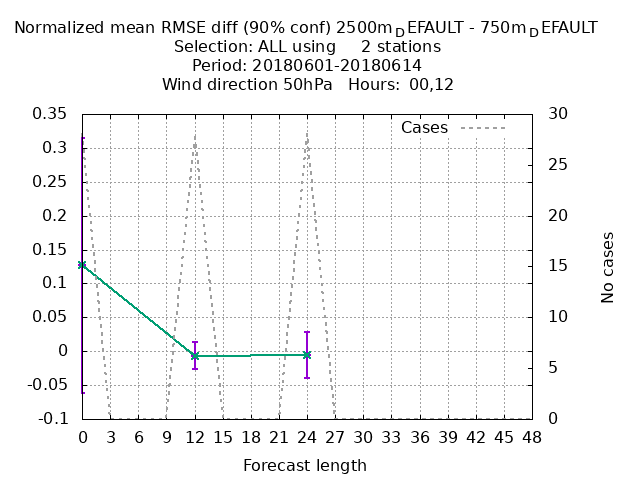 Normalized mean RMSE diff (90% conf) 2500m_DEFAULT - 750m_DEFAULT
Selection: ALL using 2 stations
Period: 20180601-20180614
Wind direction 50hPa Hours: 00,12
Cases
0.35
0.3
0.25
0.2
0.15
0.1
0.05
0
-0.05
-0.1
30
25
20
15
10
5
0
No cases
0 3 6 9 12 15 18 21 24 27 30 33 36 39 42 45 48
Forecast length